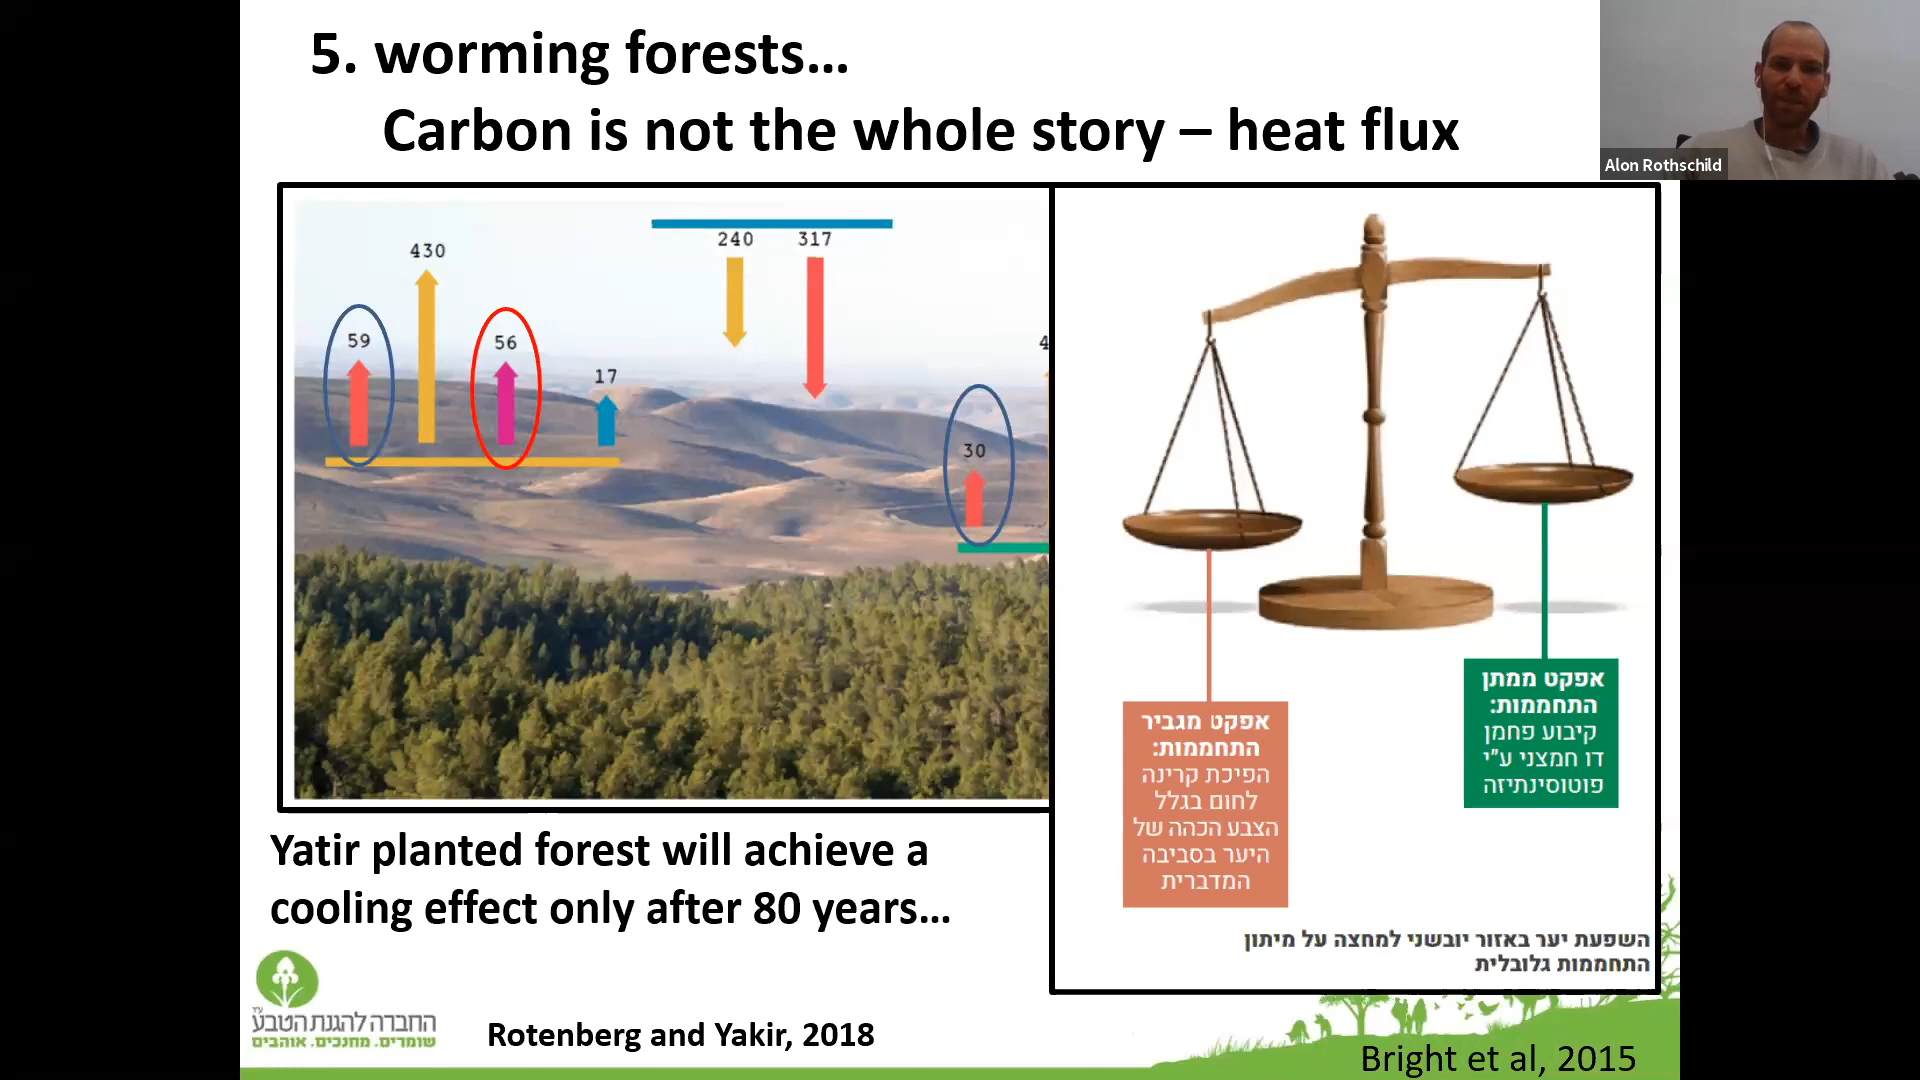 5. worming forests...
Carbon is not the whole story – heat flux
Alon Rothschild
430
240
317
59
56
17
4
30
אפקט ממתן
התחממות:
קיבוע פחמן
דו חמצני ע"י
פוטוסינתיזה
אפקט מגביר
התחממות:
הפיכת קרינה
לחום בגלל
הצבע הכהה של
היער בסביבה
המדברית
השפעת יער באזור יובשני למחצה על מיתון
התחממות גלובלית
Yatir planted forest will achieve a
cooling effect only after 80 years...
החברה להגנת הטבע
שומרים. מחנכים. אוהבים
Rotenberg and Yakir, 2018
Bright et al, 2015